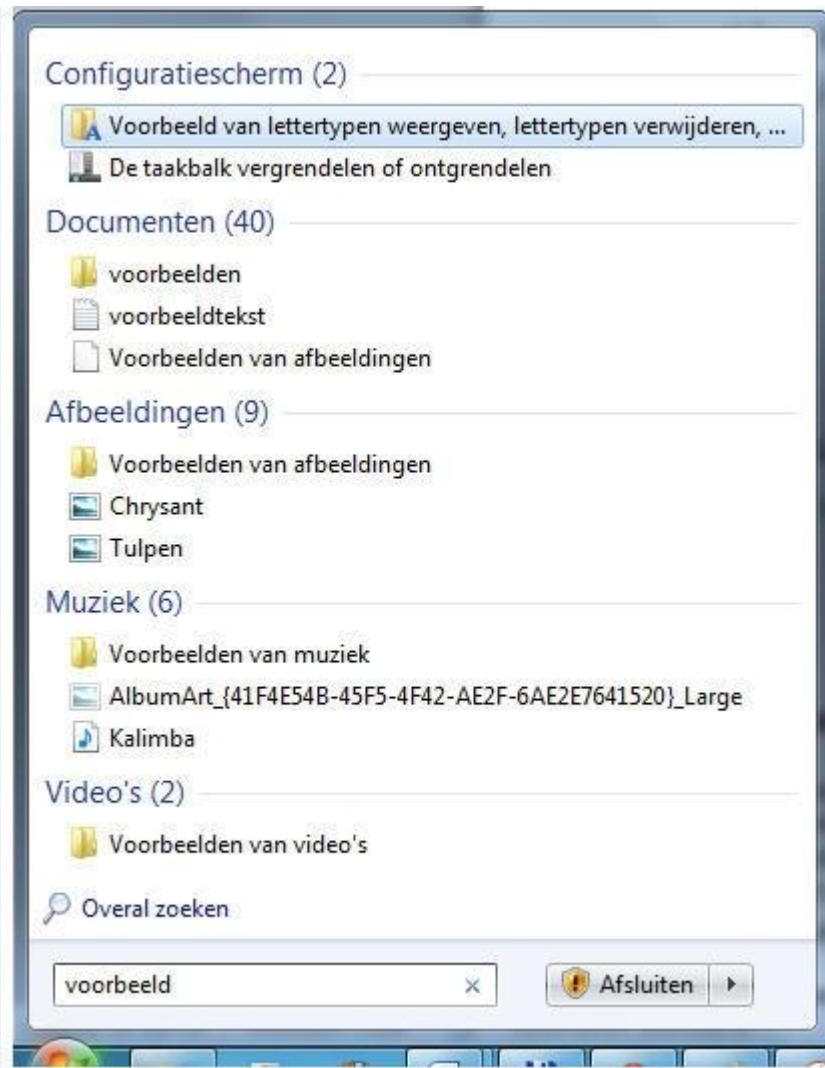 Configuratiescherm (2)
Voorbeeld van lettertypen weergeven, lettertypen verwijderen, ...
De taakbalk vergrendelen of ontgrendelen
Documenten (40)
voorbeelden
voorbeeldtekst
Voorbeelden van afbeeldingen
Afbeeldingen (9)
Voorbeelden van afbeeldingen
Chrysant
Tulpen
Muziek (6)
Voorbeelden van muziek
AlbumArt_{41F4E54B-45F5-4F42-AE2F-6AE2E7641520}_Large
Kalimba
Video's (2)
Voorbeelden van video's
Overal zoeken
voorbeeld
Afsluiten